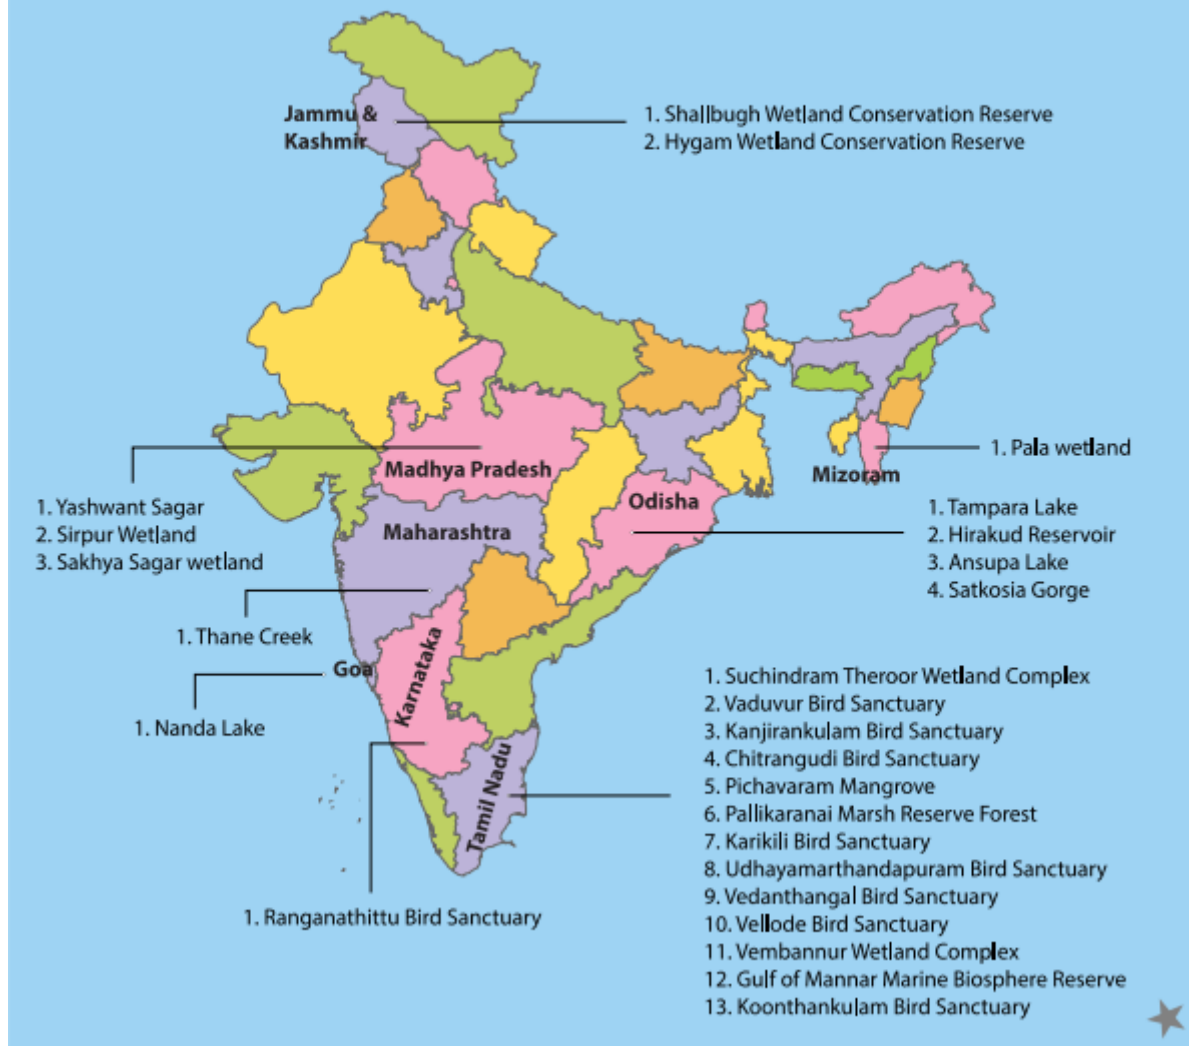 Jammu &
Kashmir
1. Shallbugh Wetland Conservation Reserve
2. Hygam Wetland Conservation Reserve
Madhya Pradesh
1. Yashwant Sagar
2. Sirpur Wetland
3. Sakhya Sagar wetland
Mizoram
1. Pala wetland
Odisha
1. Tampara Lake
2. Hirakud Reservoir
3. Ansupa Lake
4. Satkosia Gorge
Maharashtra
1. Thane Creek
Goa
1. Nanda Lake
Karnataka
1. Ranganathittu Bird Sanctuary
Tamil Nadu
1. Suchindram Theroor Wetland Complex
2. Vaduvur Bird Sanctuary
3. Kanjirankulam Bird Sanctuary
4. Chitrangudi Bird Sanctuary
5. Pichavaram Mangrove
6. Pallikaranai Marsh Reserve Forest
7. Karikili Bird Sanctuary
8. Udhayamarthandapuram Bird Sanctuary
9. Vedanthangal Bird Sanctuary
10. Vellode Bird Sanctuary
11. Vembannur Wetland Complex
12. Gulf of Mannar Marine Biosphere Reserve
13. Koonthankulam Bird Sanctuary